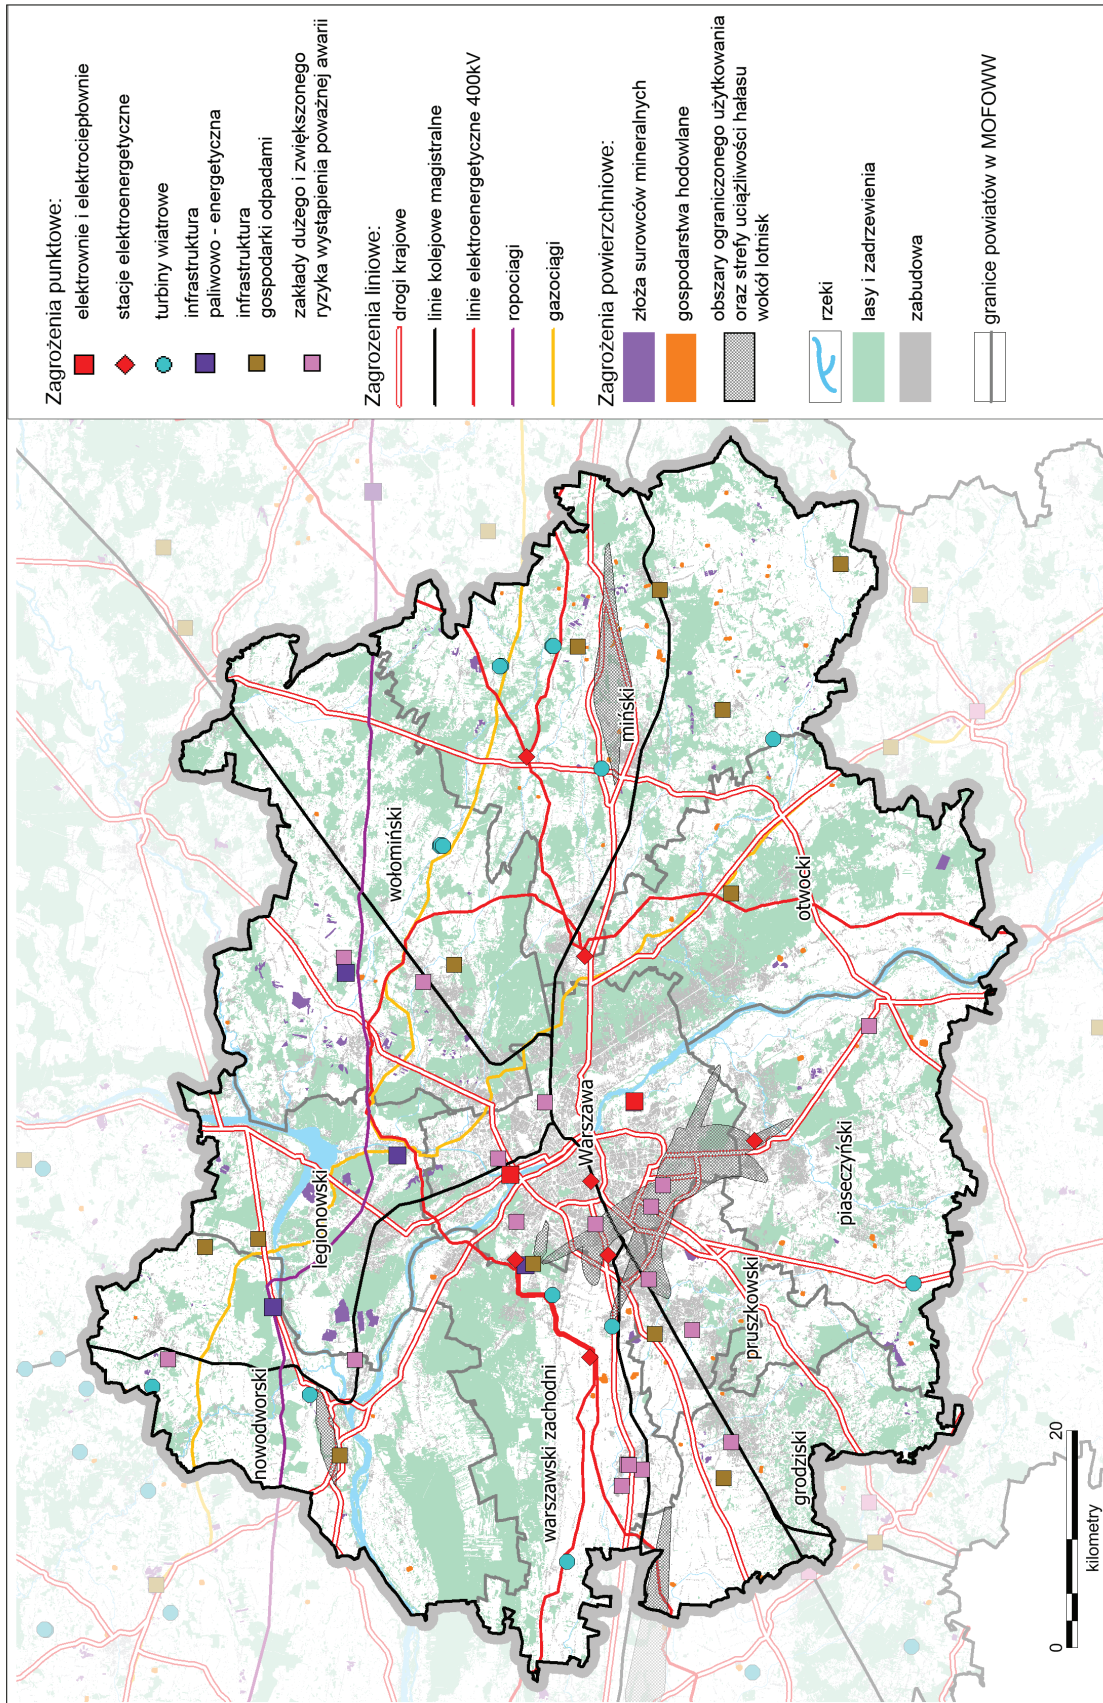 Zagrożenia punktowe:
elektrownie i elektrociepłownie
stacje elektroenergetyczne
turbiny wiatrowe
infrastruktura
paliwowo - energetyczna
infrastruktura
gospodarki odpadami
zakłady dużego i zwiększonego
ryzyka wystąpienia poważnej awarii
Zagrożenia liniowe:
drogi krajowe
linie kolejowe magistralne
linie elektroenergetyczne 400kV
ropociągi
gazociągi
Zagrożenia powierzchniowe:
złoża surowców mineralnych
gospodarstwa hodowlane
obszary ograniczonego użytkowania
oraz strefy uciążliwości hałasu
wokół lotnisk
rzeki
lasy i zadrzewienia
zabudowa
granice powiatów w MOFOWW
nowodworski
legionowski
wołomiński
warszawski zachodni
Warszawa
miński
grodziski
pruszkowski
piaseczyński
otwocki
0
20
kilometry